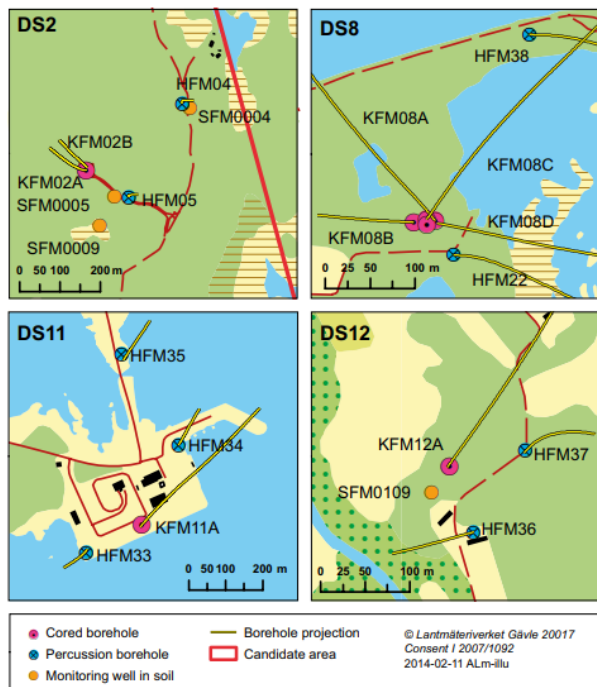 DS2
HFM04
SFM0004
KFM02B
KFM02A
SFM0005
HFM05
SFM0009
0 50 100 200 m
DS8
HFM38
KFM08A
KFM08C
KFM08D
KFM08B
HFM22
0 25 50 100 m
DS11
HFM35
HFM34
KFM11A
HFM33
0 50 100 200 m
DS12
KFM12A
HFM37
SFM0109
HFM36
0 25 50 100 m
Cored borehole
Percussion borehole
Monitoring well in soil
Borehole projection
Candidate area
© Lantmäteriverket Gävle 20017
Consent I 2007/1092
2014-02-11 ALm-illu